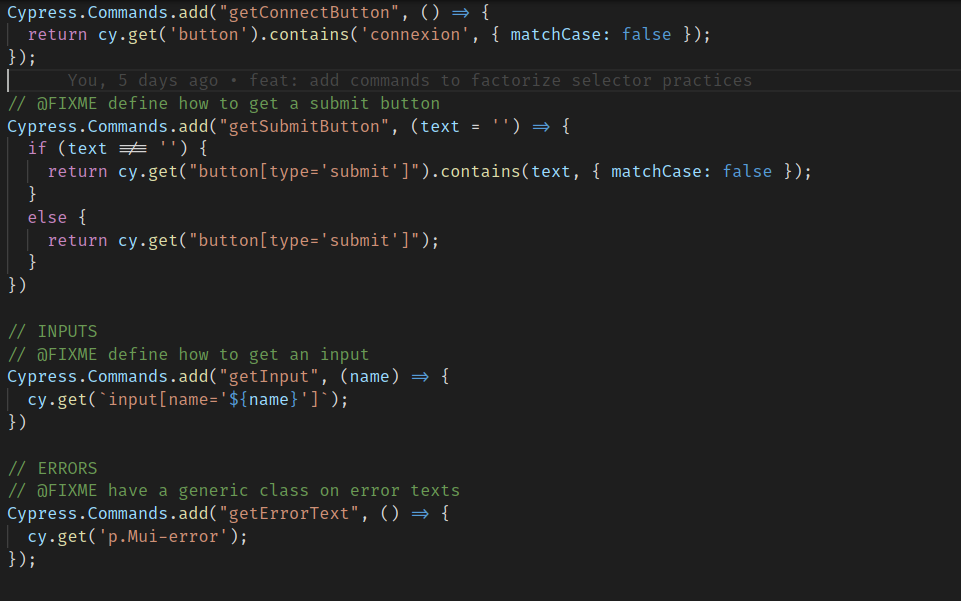 Cypress.Commands.add("getConnectButton", () => {
  return cy.get('button').contains('connexion', { matchCase: false });
});
You, 5 days ago • feat: add commands to factorize selector practices
// @FIXME define how to get a submit button
Cypress.Commands.add("getSubmitButton", (text = '') => {
  if (text !== '') {
    return cy.get("button[type='submit']").contains(text, { matchCase: false });
  }
  else {
    return cy.get("button[type='submit']");
  }
})

// INPUTS
// @FIXME define how to get an input
Cypress.Commands.add("getInput", (name) => {
  cy.get(`input[name='${name}']`);
})

// ERRORS
// @FIXME have a generic class on error texts
Cypress.Commands.add("getErrorText", () => {
  cy.get('p.Mui-error');
});